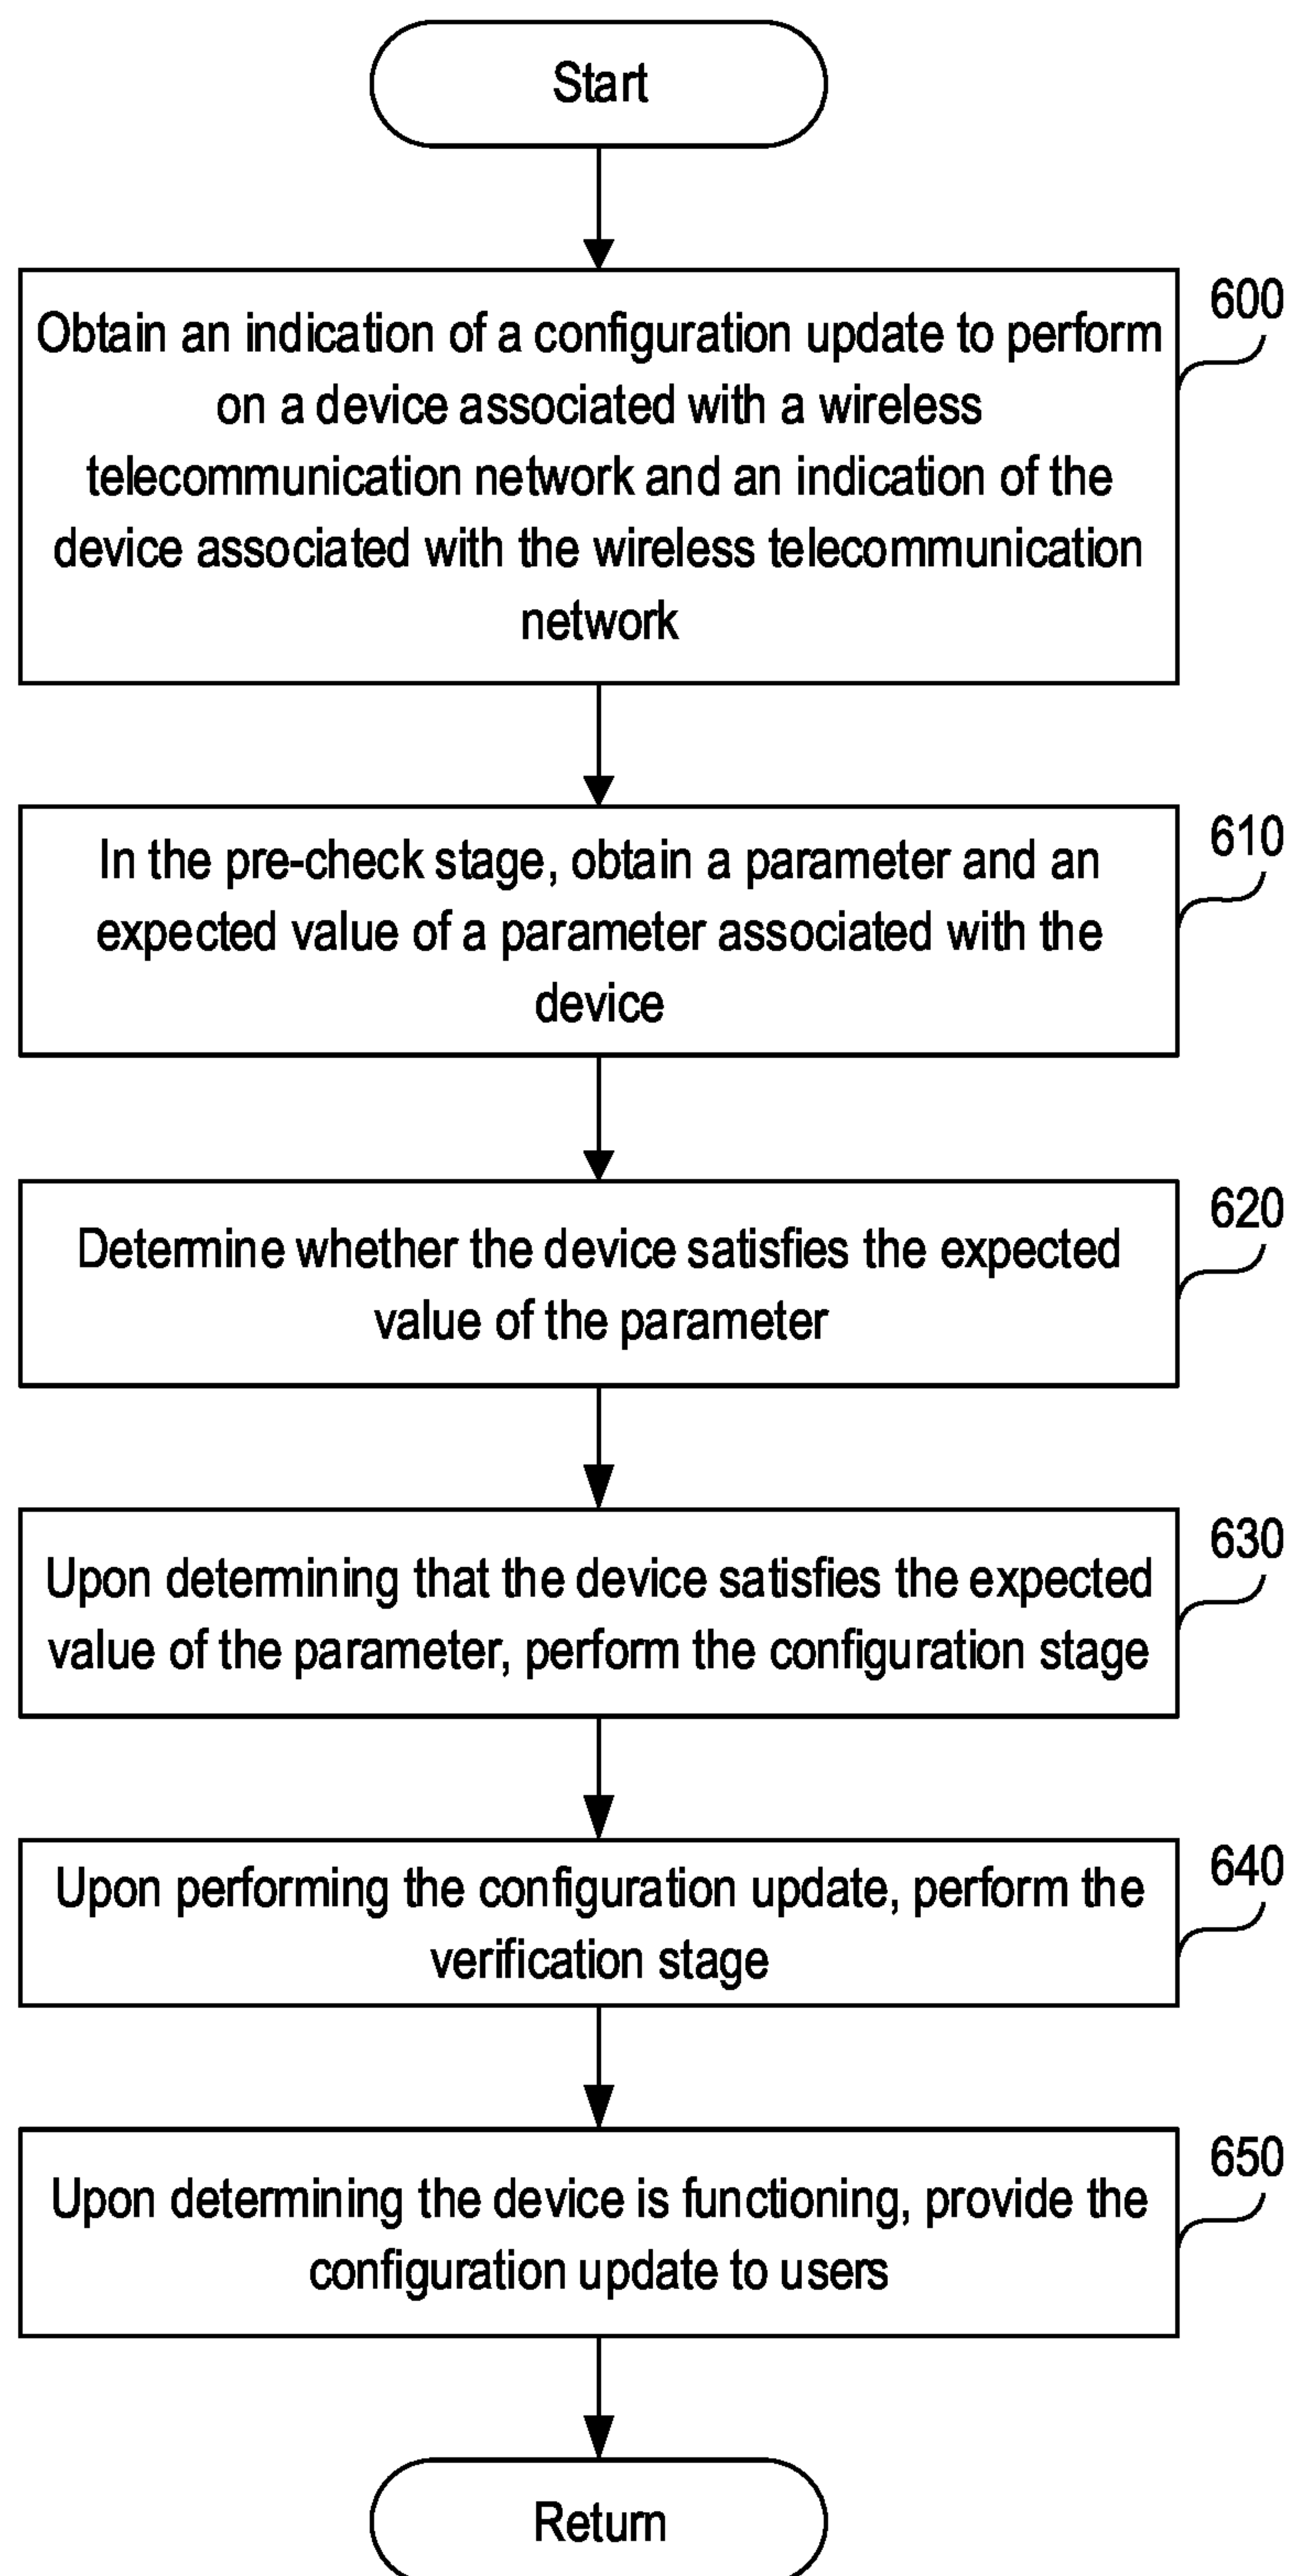 Start
600
Obtain an indication of a configuration update to perform
on a device associated with a wireless
telecommunication network and an indication of the
device associated with the wireless telecommunication
network
610
In the pre-check stage, obtain a parameter and an
expected value of a parameter associated with the
device
620
Determine whether the device satisfies the expected
value of the parameter
630
Upon determining that the device satisfies the expected
value of the parameter, perform the configuration stage
640
Upon performing the configuration update, perform the
verification stage
650
Upon determining the device is functioning, provide the
configuration update to users
Return